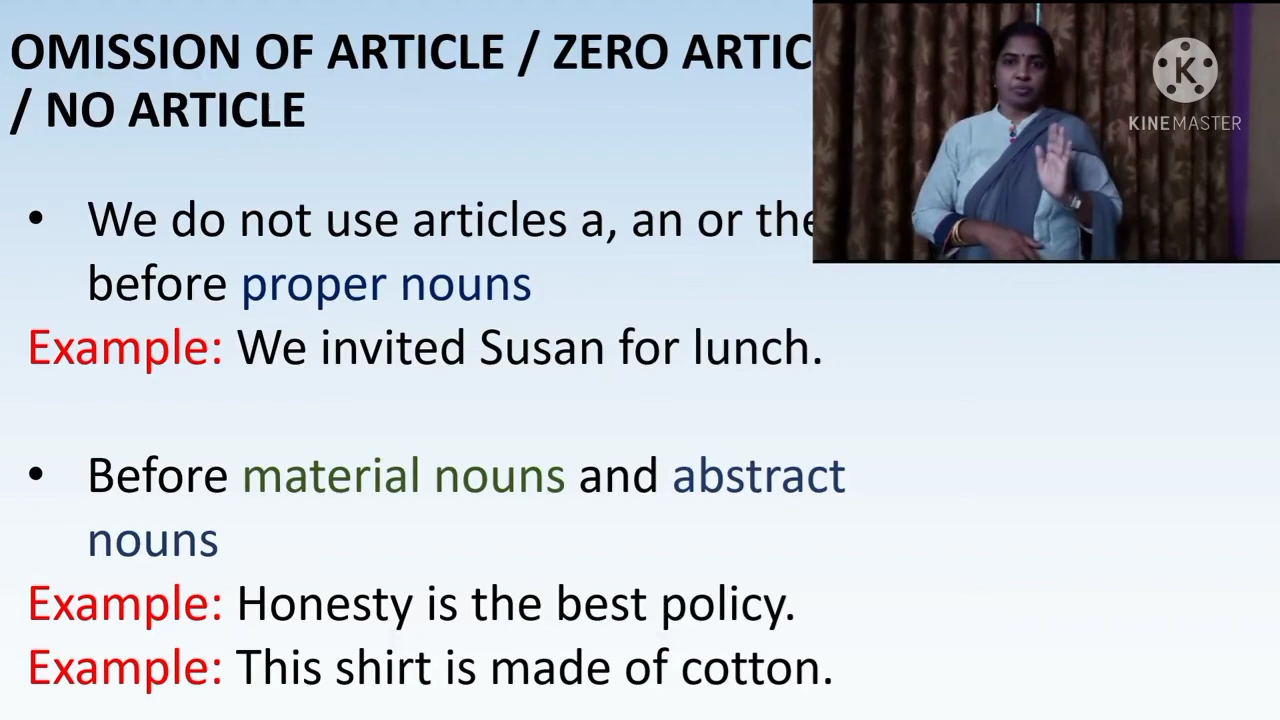 OMISSION OF ARTICLE / ZERO ARTIC
/ NO ARTICLE
K
KINEMASTER
• We do not use articles a, an or the
before proper nouns
Example: We invited Susan for lunch.
• Before material nouns and abstract
nouns
Example: Honesty is the best policy.
Example: This shirt is made of cotton.